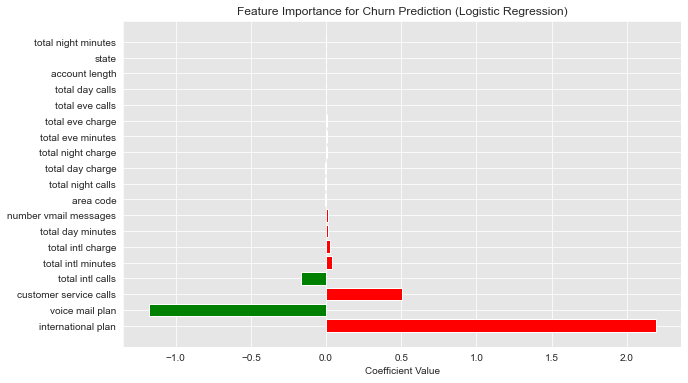 Feature Importance for Churn Prediction (Logistic Regression)
total night minutes
state
account length
total day calls
total eve calls
total eve charge
total eve minutes
total night charge
total day charge
total night calls
area code
number vmail messages
total day minutes
total intl charge
total intl minutes
total intl calls
customer service calls
voice mail plan
international plan
−1.0 −0.5 0.0 0.5 1.0 1.5 2.0
Coefficient Value